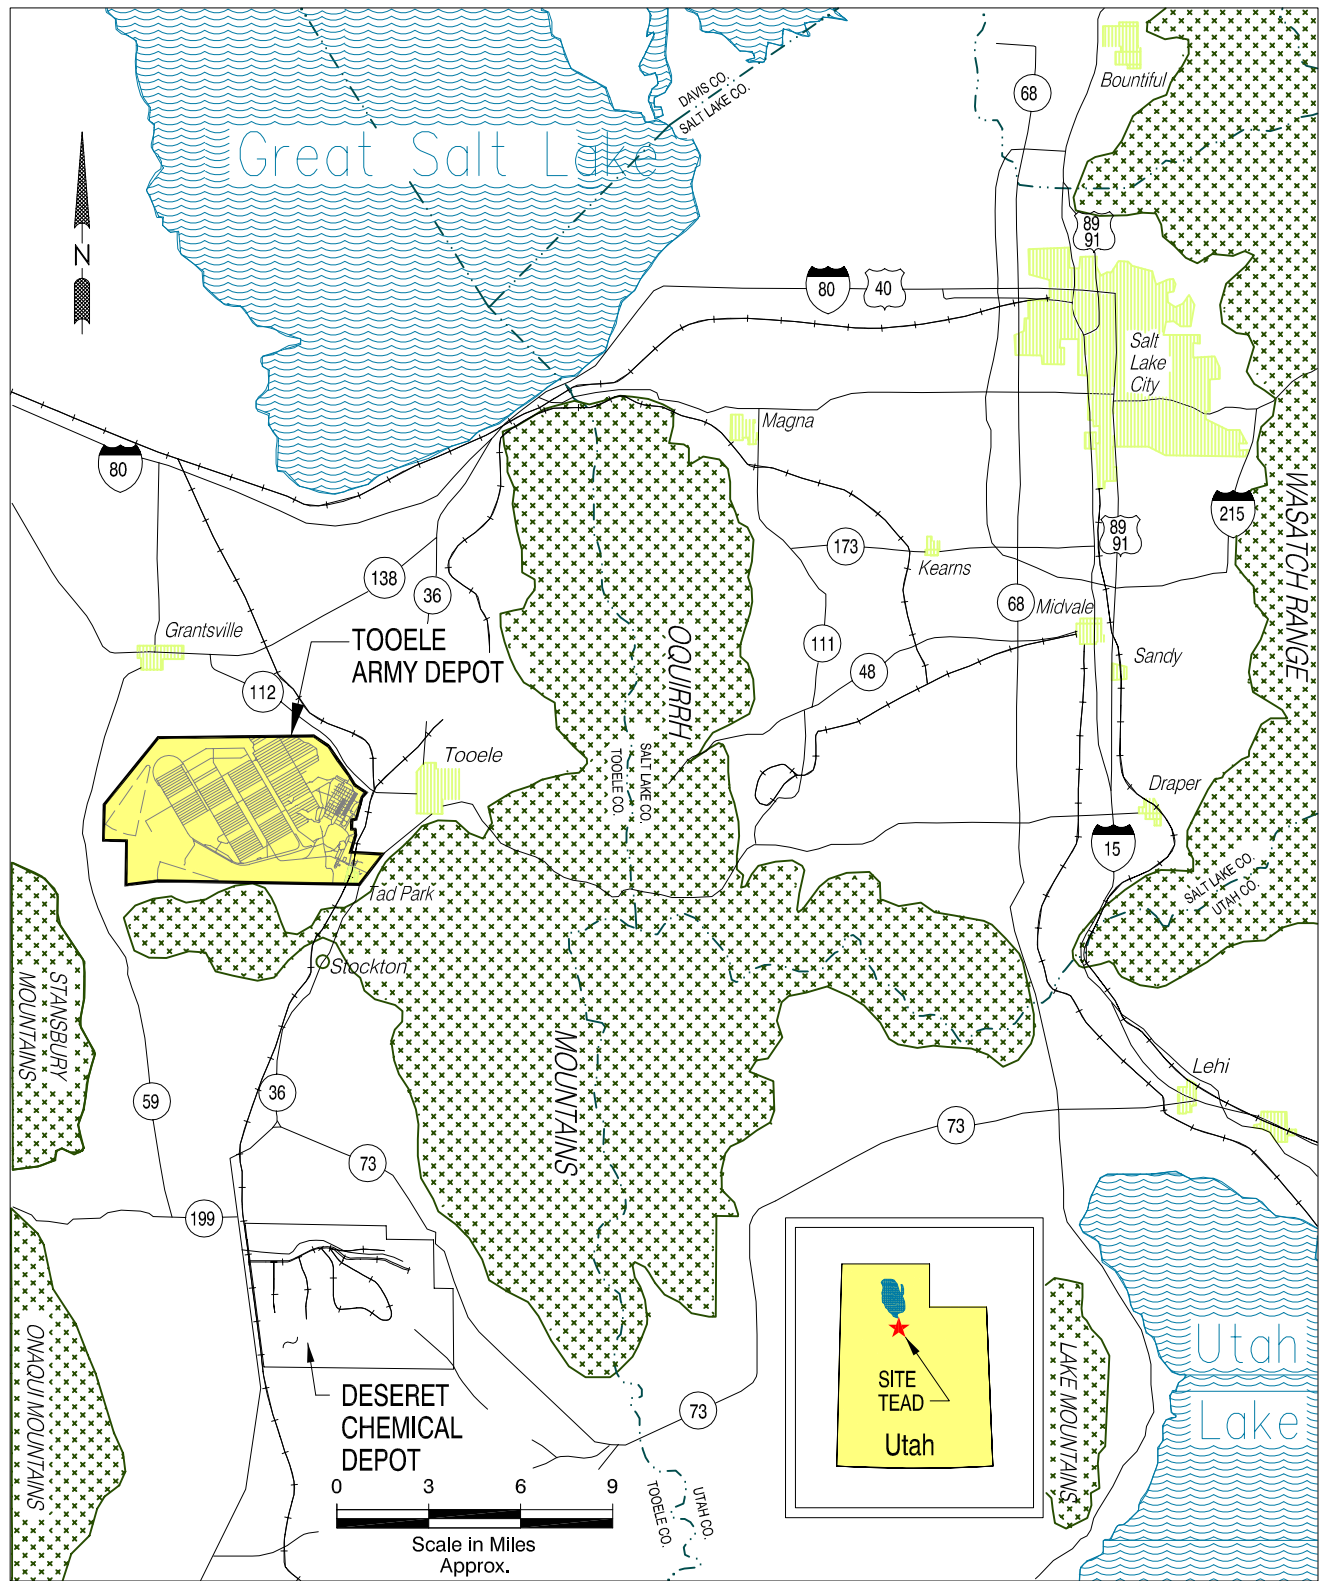 Bountiful
68
DAVIS CO.
SALT LAKE CO.
Great Salt Lake
N
89
91
80
40
Salt
Lake
City
Magna
80
WASATCH RANGE
215
89
91
173
Kearns
138
36
68
Midvale
Grantsville
TOOELE
ARMY DEPOT
OQUIRRH
111
48
Sandy
112
Tooele
SALT LAKE CO.
TOOELE CO.
Draper
15
Tad Park
SALT LAKE CO.
UTAH CO.
Stockton
STANSBURY
MOUNTAINS
MOUNTAINS
Lehi
59
36
73
73
199
Utah
Lake
SITE
TEAD
Utah
ONAQUI MOUNTAINS
LAKE MOUNTAINS
DESERET
CHEMICAL
DEPOT
73
0 3 6 9
Scale in Miles
Approx.
TOOELE CO.
UTAH CO.